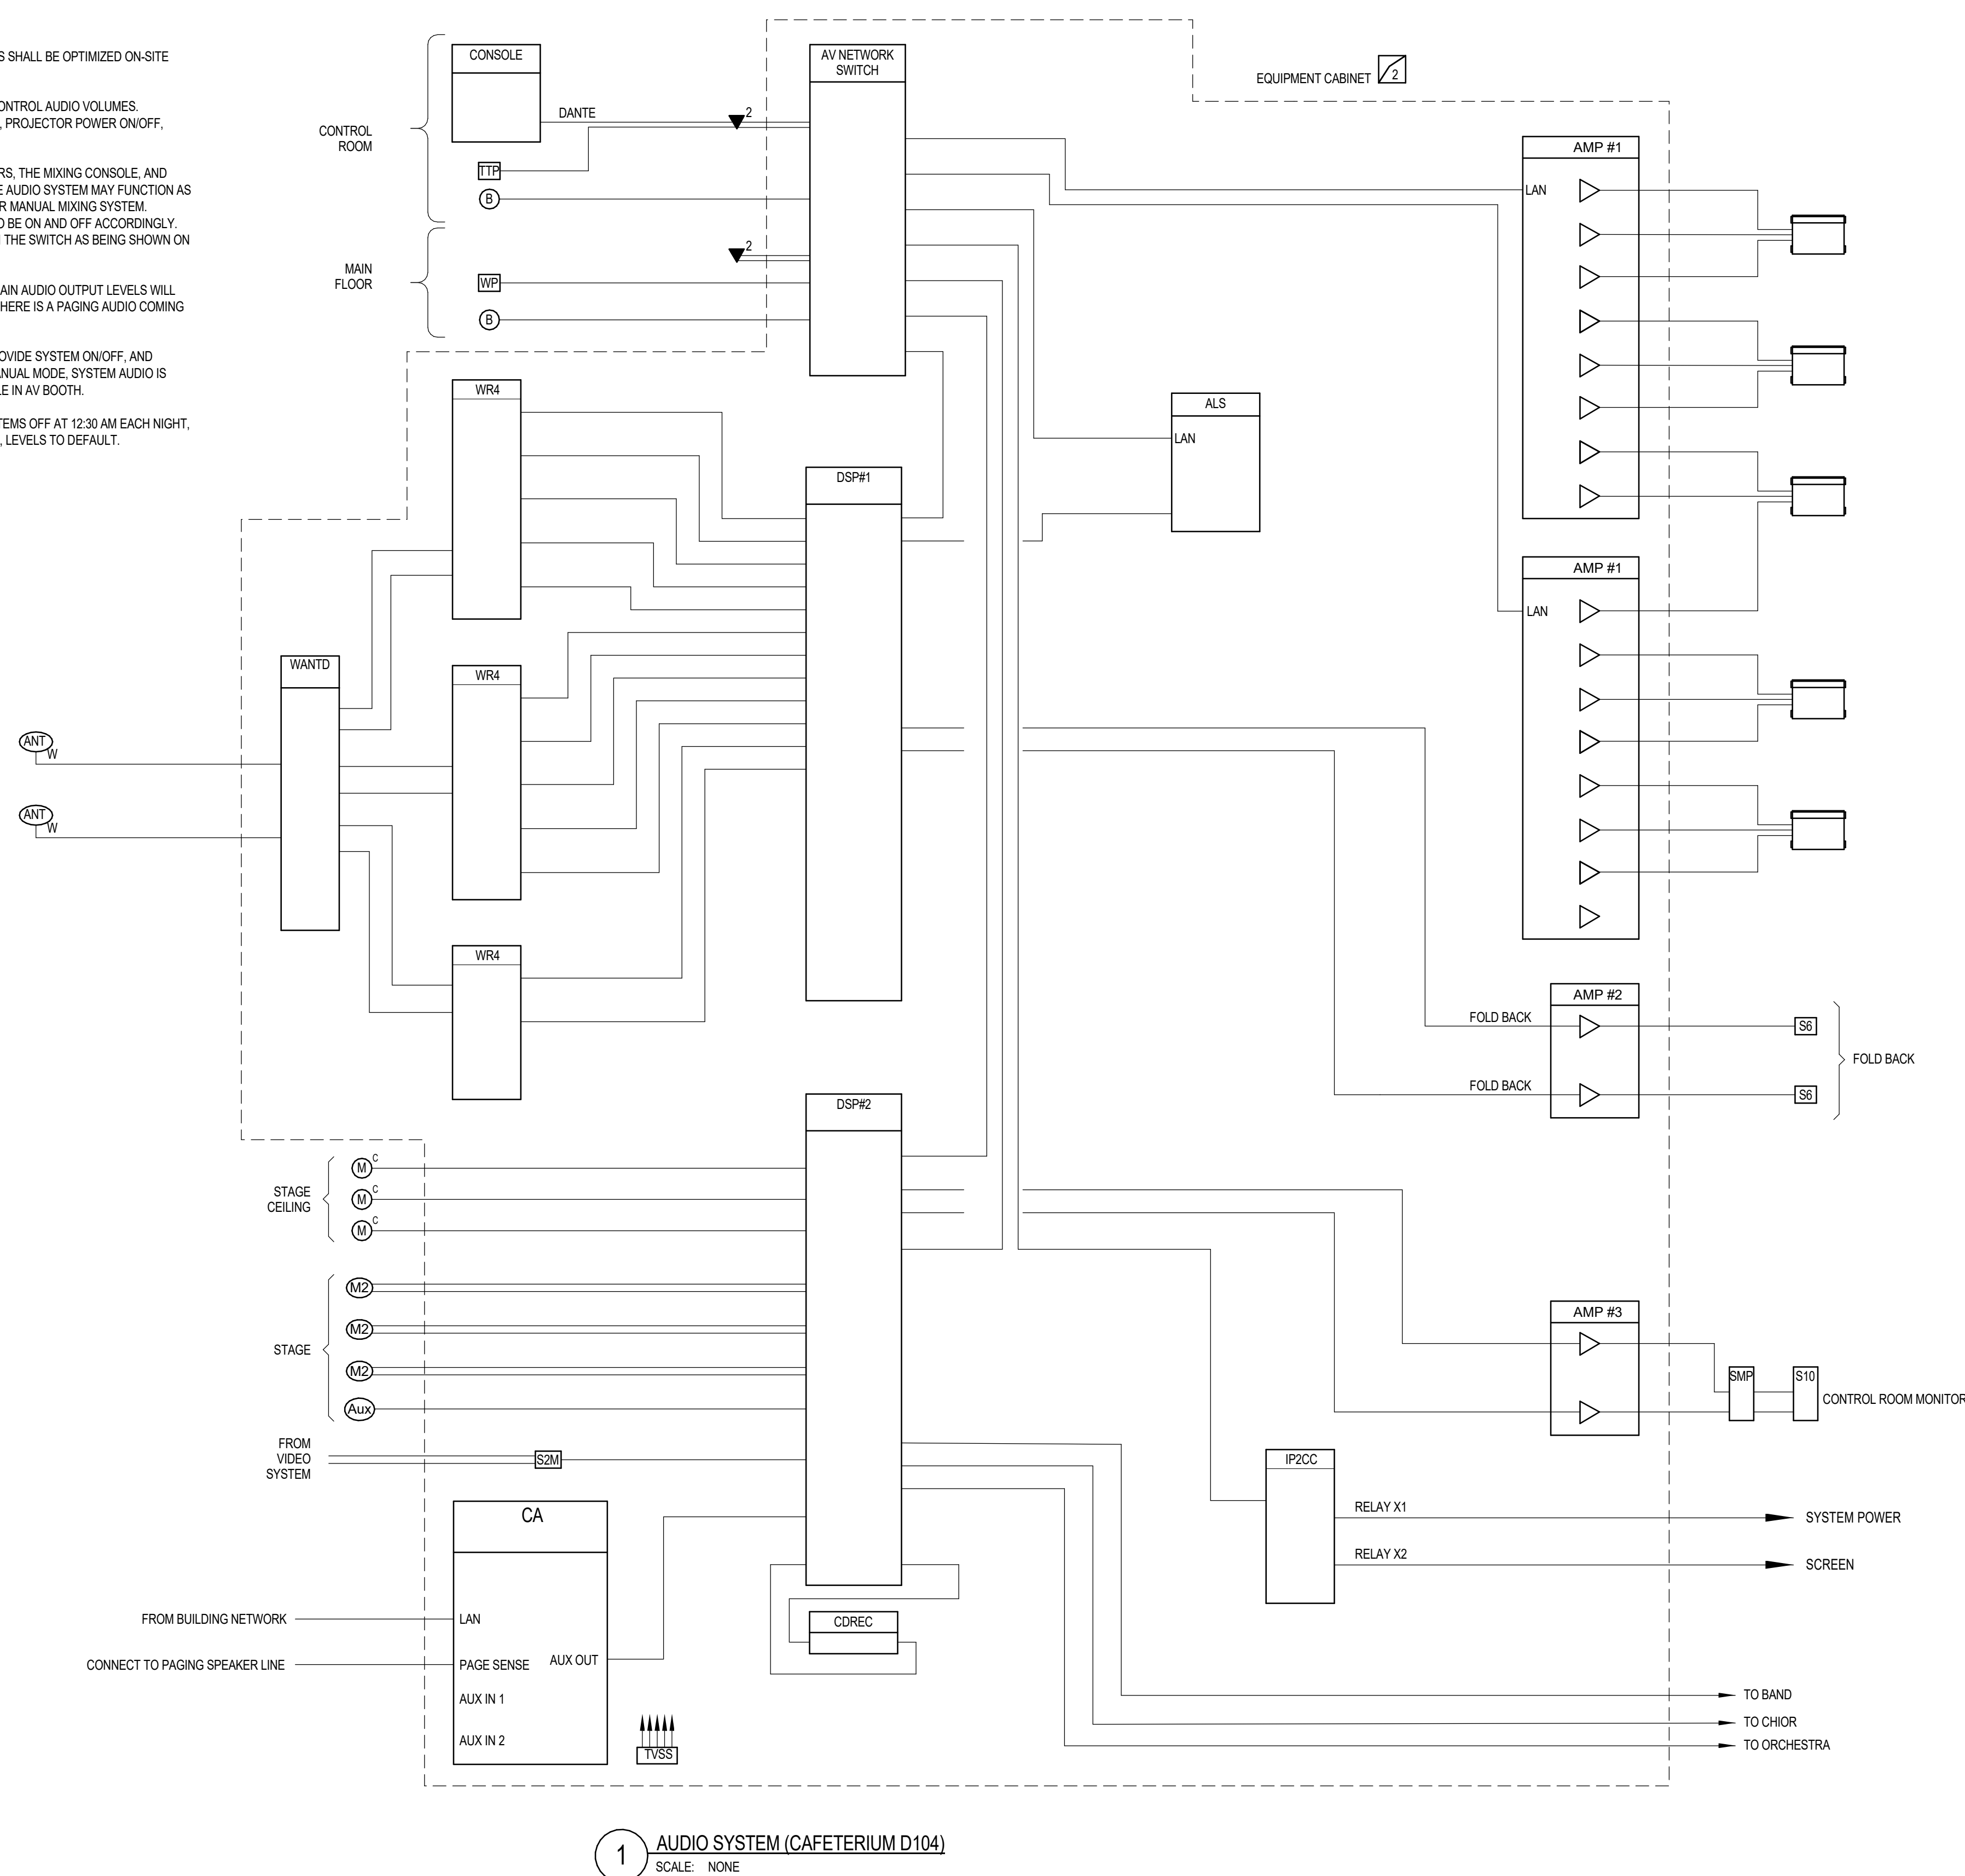 S SHALL BE OPTIMIZED ON-SITE
ONTROL AUDIO VOLUMES.
, PROJECTOR POWER ON/OFF,
RS, THE MIXING CONSOLE, AND
E AUDIO SYSTEM MAY FUNCTION AS
R MANUAL MIXING SYSTEM.
O BE ON AND OFF ACCORDINGLY.
THE SWITCH AS BEING SHOWN ON
AIN AUDIO OUTPUT LEVELS WILL
HERE IS A PAGING AUDIO COMING
OVIDE SYSTEM ON/OFF, AND
ANUAL MODE, SYSTEM AUDIO IS
LE IN AV BOOTH.
TEMS OFF AT 12:30 AM EACH NIGHT,
, LEVELS TO DEFAULT.
CONTROL
ROOM
CONSOLE
DANTE
2
TTP
B
MAIN
FLOOR
2
WP
B
AV NETWORK
SWITCH
EQUIPMENT CABINET 2
AMP #1
LAN
ALS
LAN
WR4
DSP#1
AMP #1
LAN
WANTD
WR4
ANT
W
ANT
W
WR4
AMP #2
FOLD BACK
FOLD BACK
S6
S6
FOLD BACK
DSP#2
STAGE
CEILING
M C
M C
M C
STAGE
M2
M2
M2
Aux
FROM
VIDEO
SYSTEM
S2M
AMP #3
SMP
S10
CONTROL ROOM MONITOR
IP2CC
RELAY X1
SYSTEM POWER
RELAY X2
SCREEN
CA
FROM BUILDING NETWORK
LAN
CONNECT TO PAGING SPEAKER LINE
PAGE SENSE
AUX OUT
AUX IN 1
AUX IN 2
CDREC
TVSS
TO BAND
TO CHIOR
TO ORCHESTRA
1
AUDIO SYSTEM (CAFETERIUM D104)
SCALE: NONE